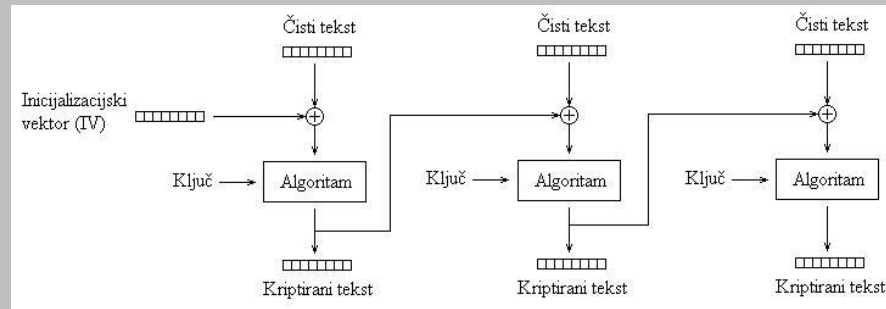 Čisti tekst
Čisti tekst
Čisti tekst
Inicijalizacijski
vektor (IV)
Ključ
Algoritam
Ključ
Algoritam
Ključ
Algoritam
Kriptirani tekst
Kriptirani tekst
Kriptirani tekst